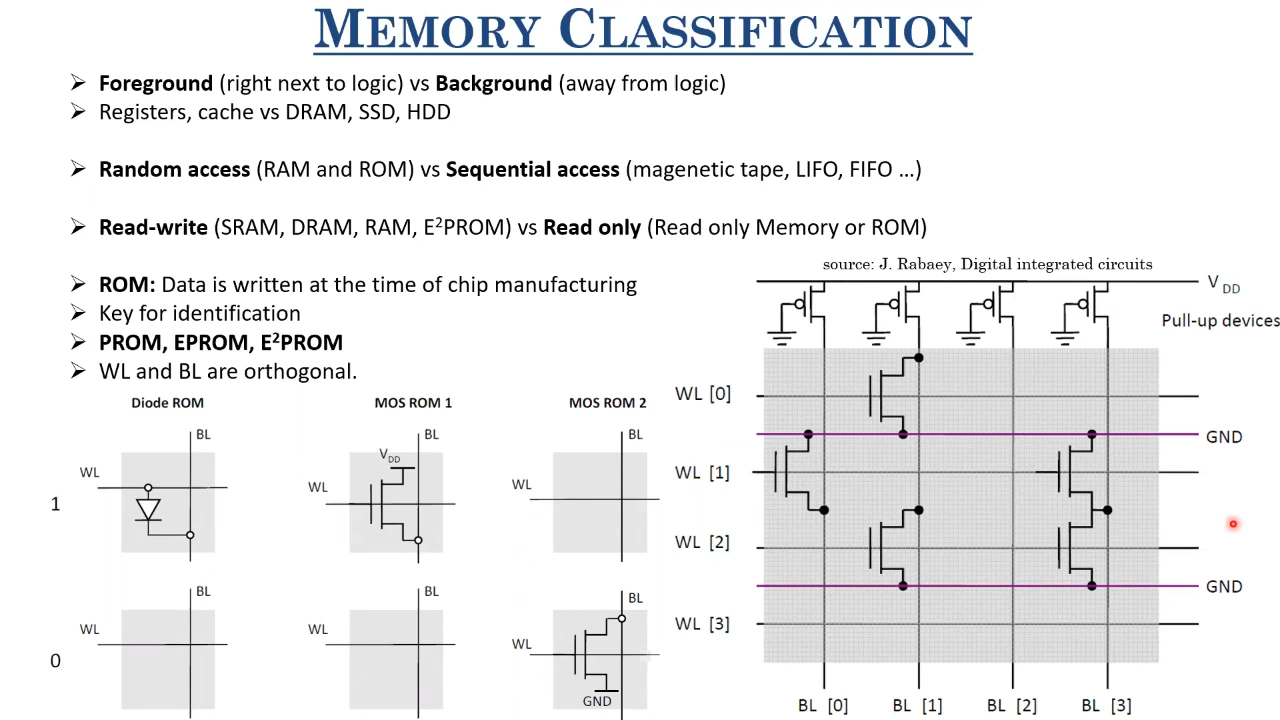 MEMORY CLASSIFICATION
➢ Foreground (right next to logic) vs Background (away from logic)
➢ Registers, cache vs DRAM, SSD, HDD
➢ Random access (RAM and ROM) vs Sequential access (magenetic tape, LIFO, FIFO ...)
➢ Read-write (SRAM, DRAM, RAM, E²PROM) vs Read only (Read only Memory or ROM)
➢ ROM: Data is written at the time of chip manufacturing
➢ Key for identification
➢ PROM, EPROM, E²PROM
➢ WL and BL are orthogonal.
Diode ROM
MOS ROM 1
MOS ROM 2
BL
BL
BL
WL
VDD
WL
WL
1
BL
BL
BL
WL
WL
WL
0
GND
source: J. Rabaey, Digital integrated circuits
VDD
Pull-up devices
WL [0]
GND
WL [1]
WL [2]
GND
WL [3]
BL [0]
BL [1]
BL [2]
BL [3]